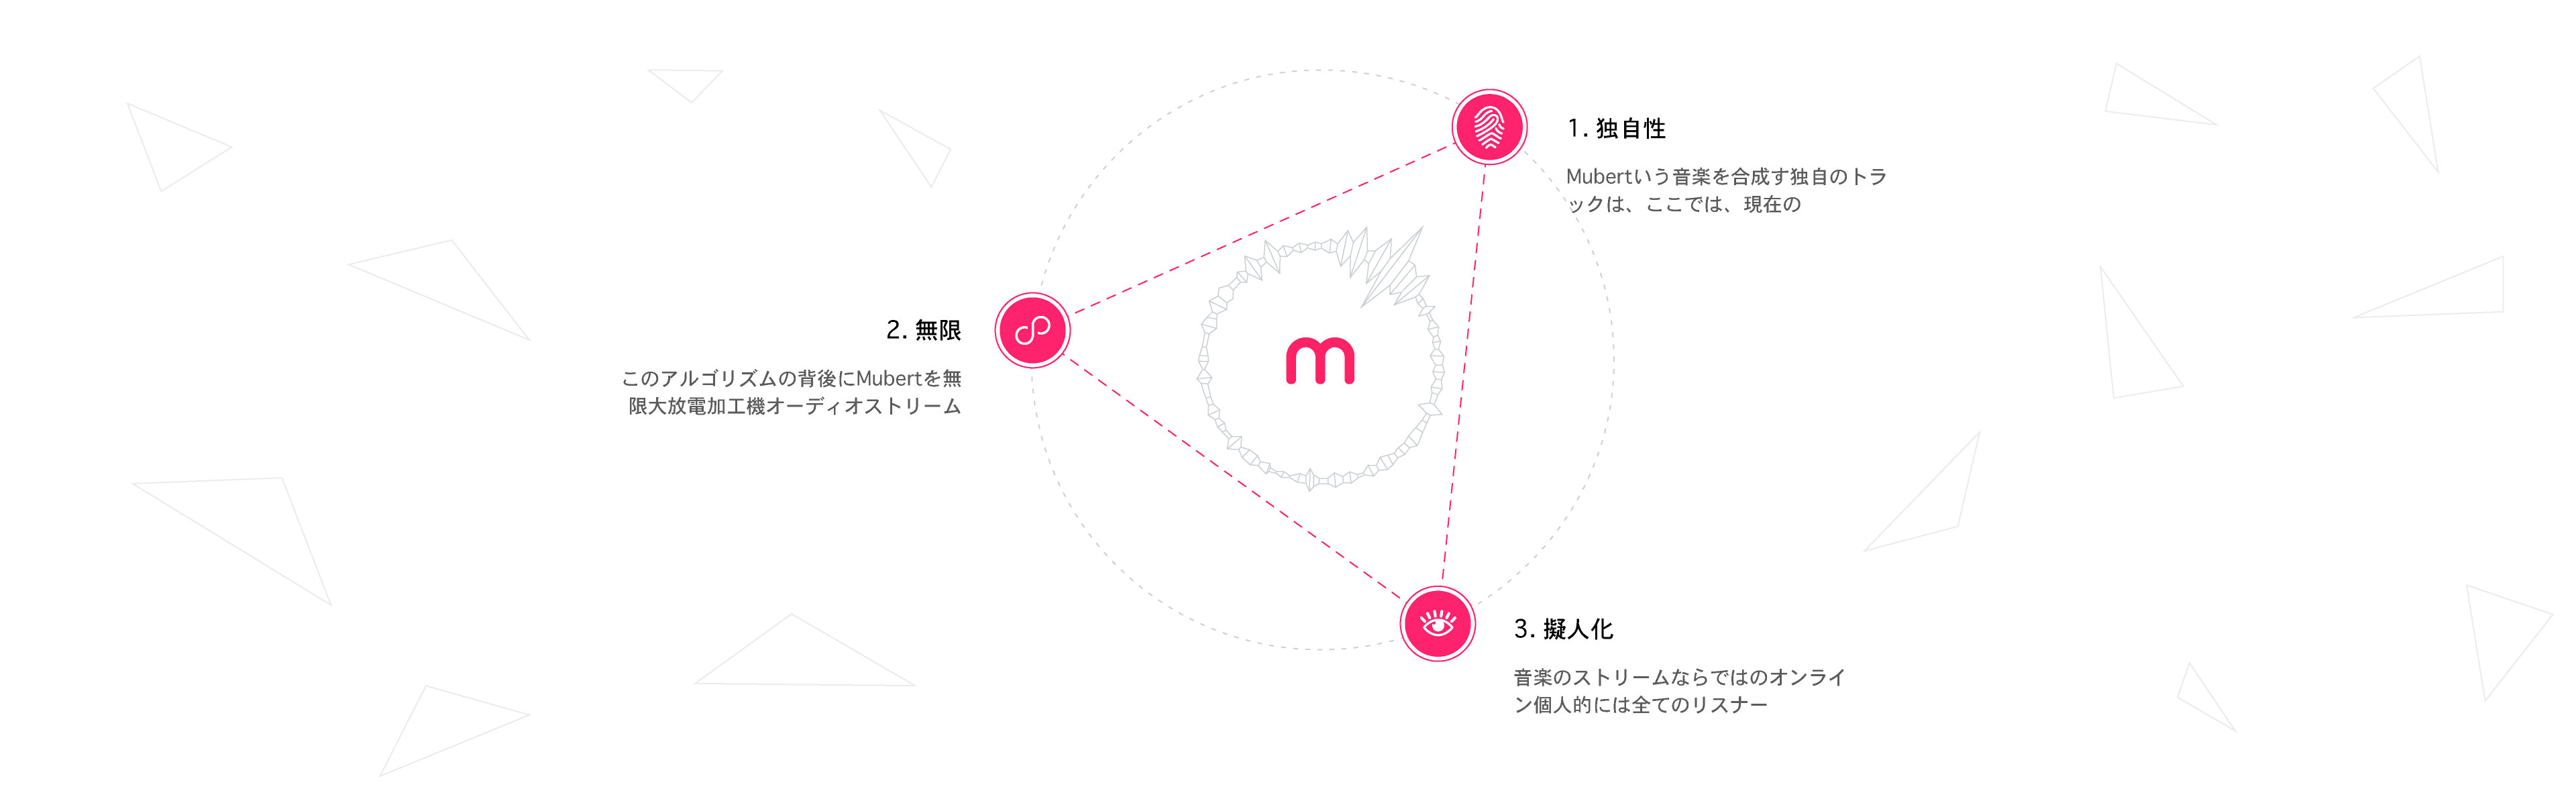 1. 独自性
Mubertいう音楽を合成す独自のトラ
ックは、ここでは、現在の
2. 無限
このアルゴリズムの背後にMubertを無
限大放電加工機オーディオストリーム
m
3. 擬人化
音楽のストリームならではのオンライ
ン個人的には全てのリスナー